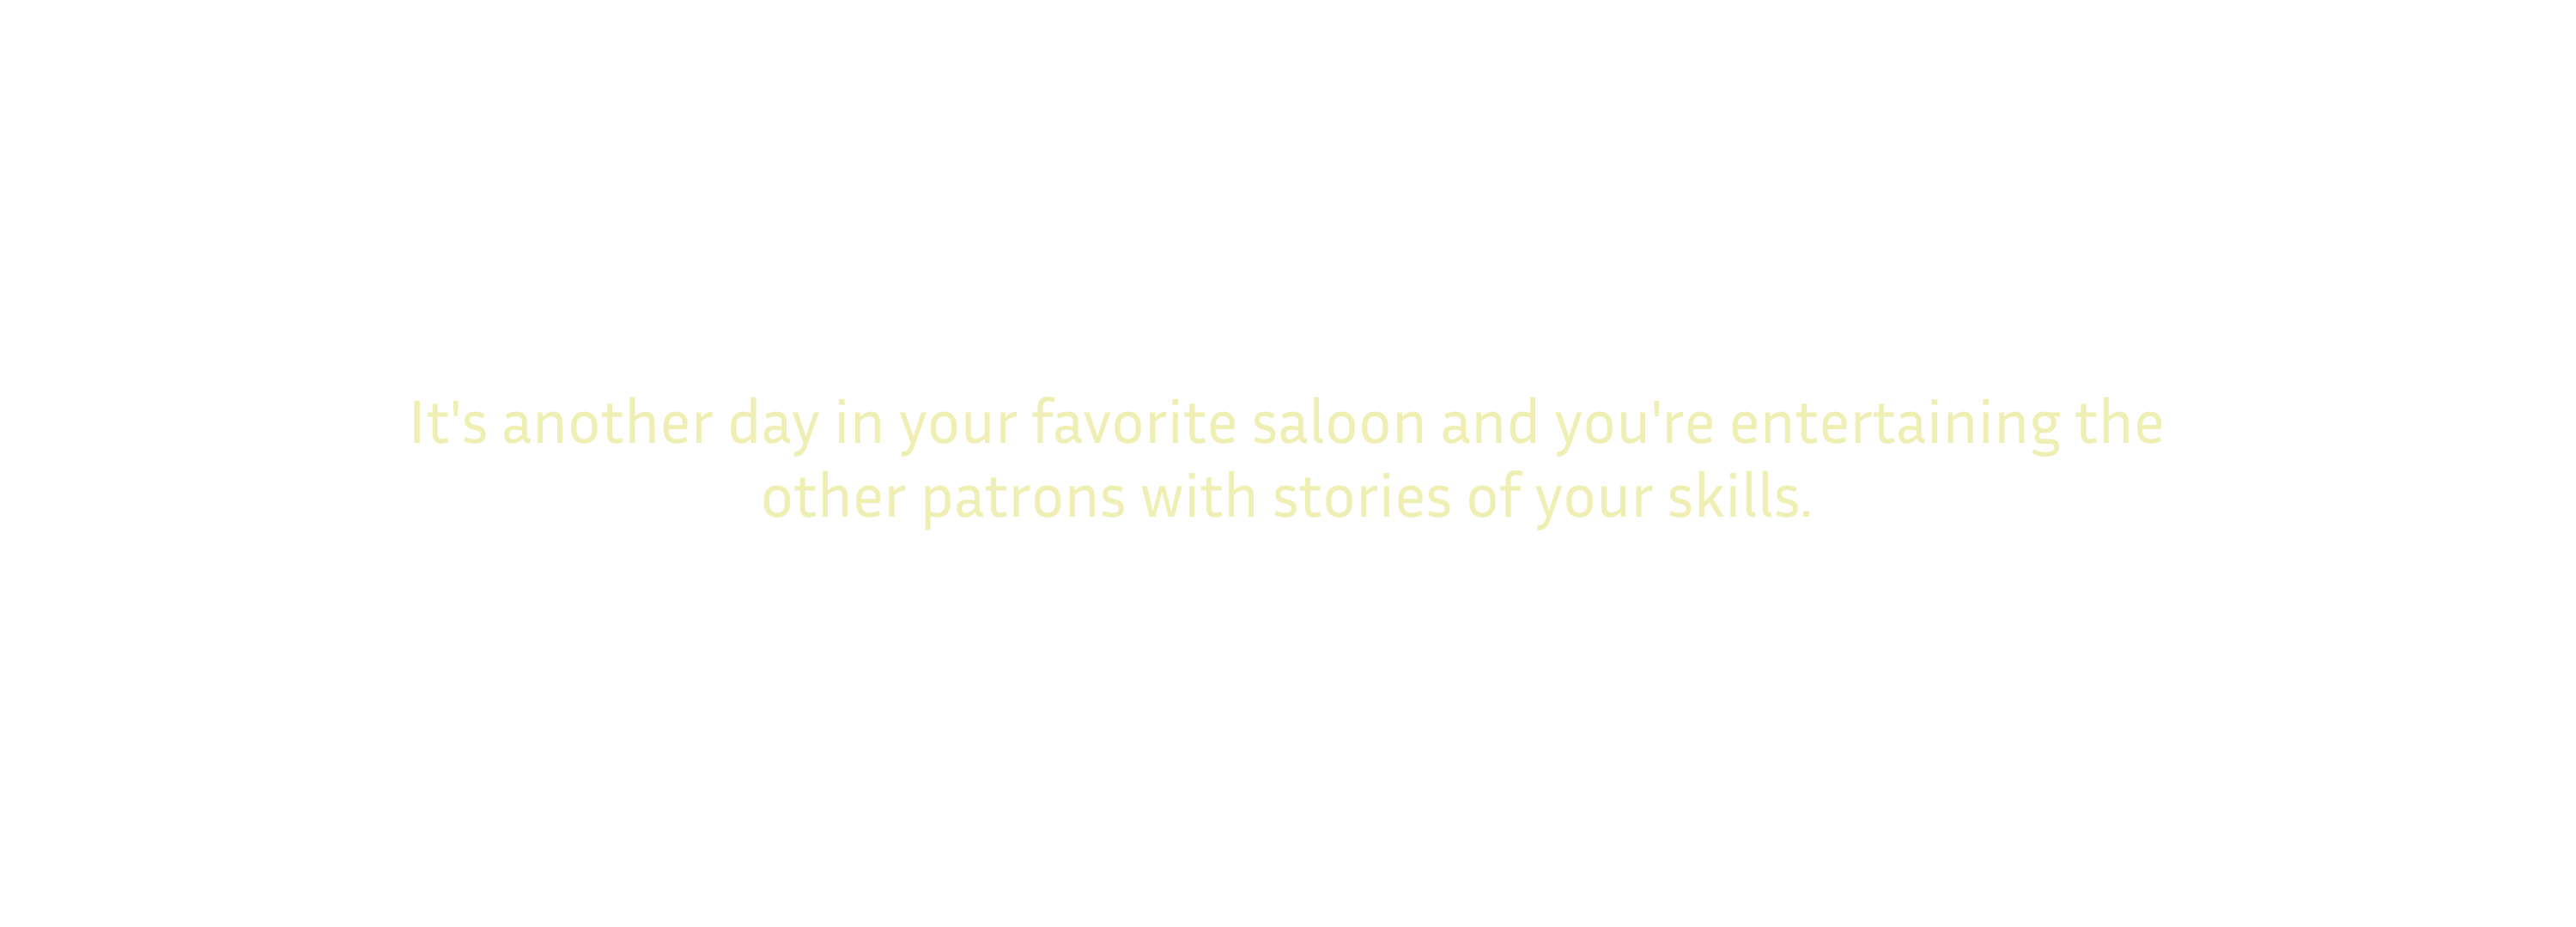 It's another day in your favorite saloon and you're entertaining the
other patrons with stories of your skills.